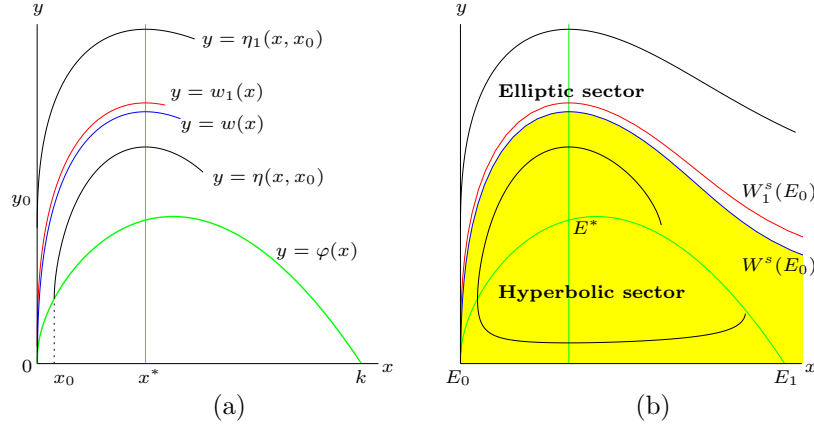 y
y = η₁(x, x₀)
y = w₁(x)
y = w(x)
y = η(x, x₀)
y₀
y = φ(x)
0
x₀
x*
k
x
(a)
y
Elliptic sector
W₁ˢ(E₀)
E*
Wˢ(E₀)
Hyperbolic sector
E₀
E₁
x
(b)